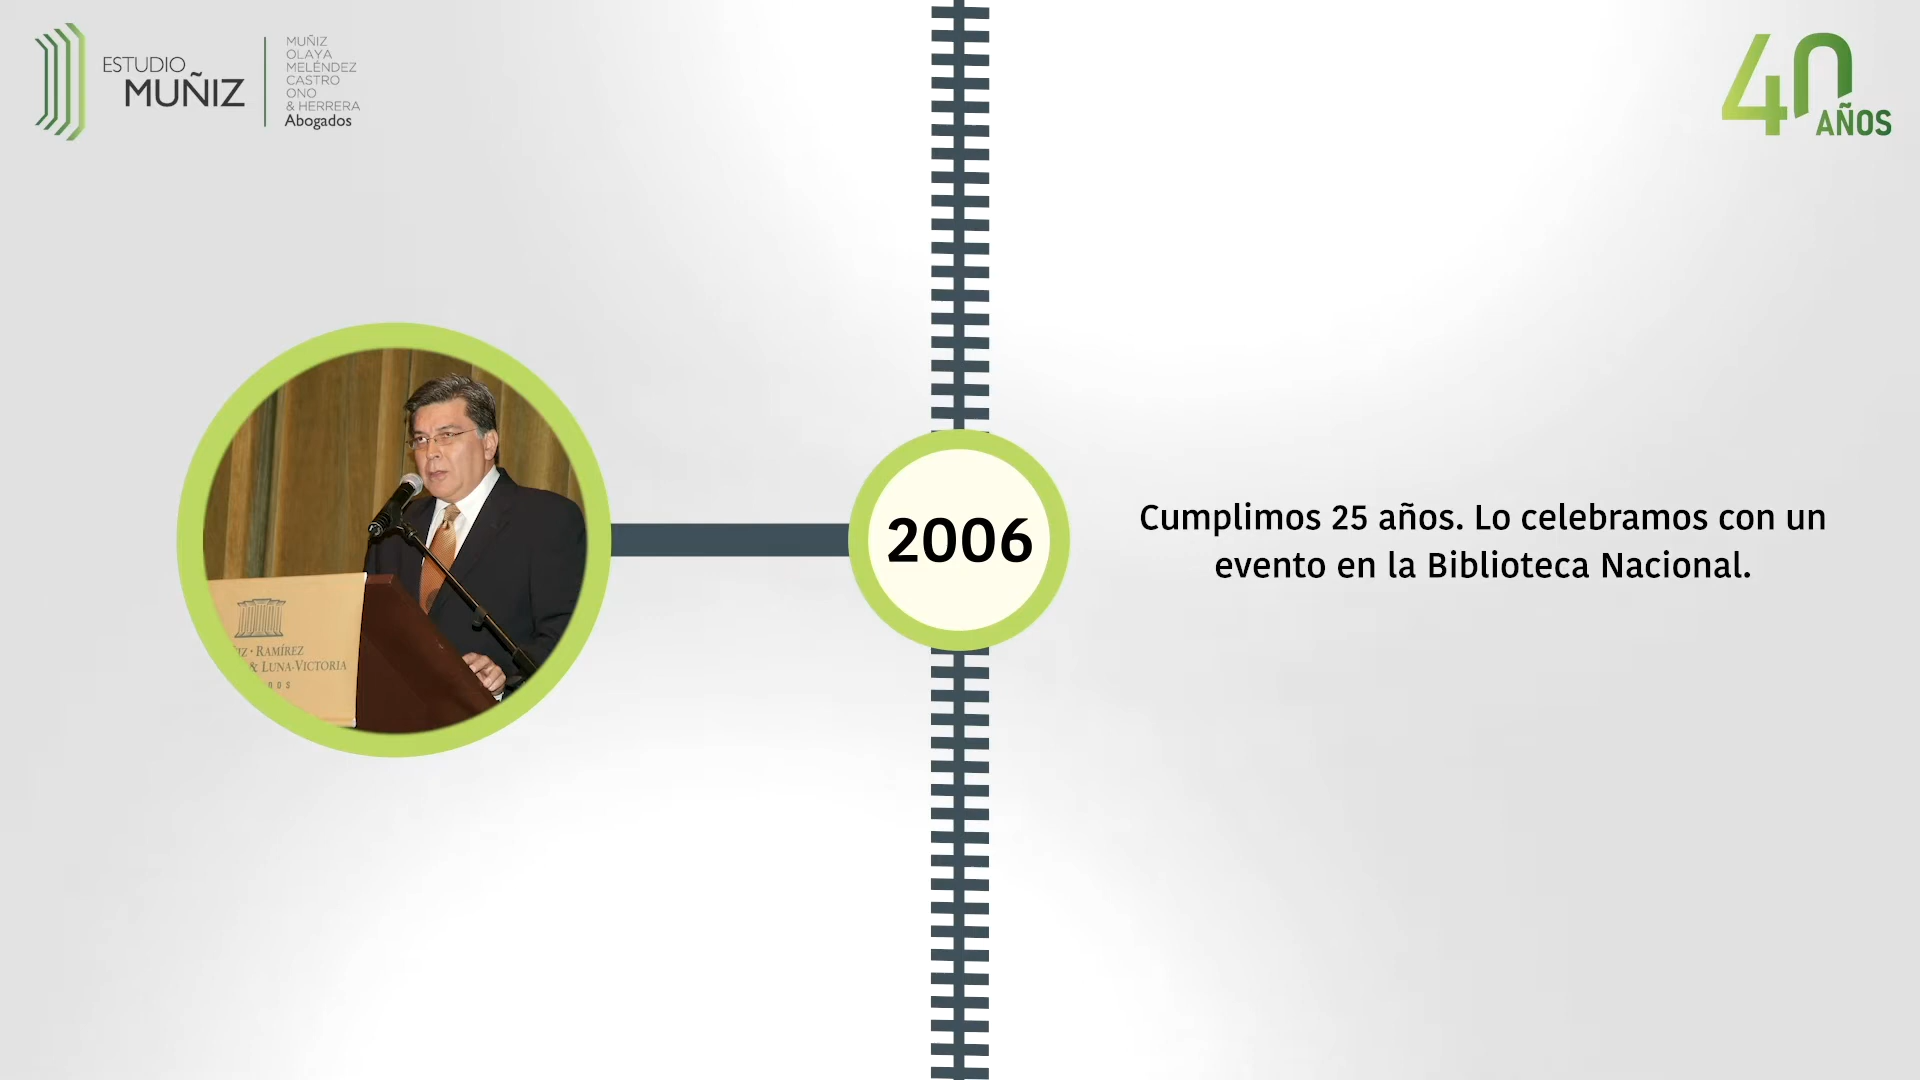 ESTUDIO
MUÑIZ
MUÑIZ
OLAYA
MELÉNDEZ
CASTRO
ONO
& HERRERA
Abogados
40
AÑOS
IZ • RAMÍREZ
& LUNA-VICTORIA
2006
Cumplimos 25 años. Lo celebramos con un
evento en la Biblioteca Nacional.